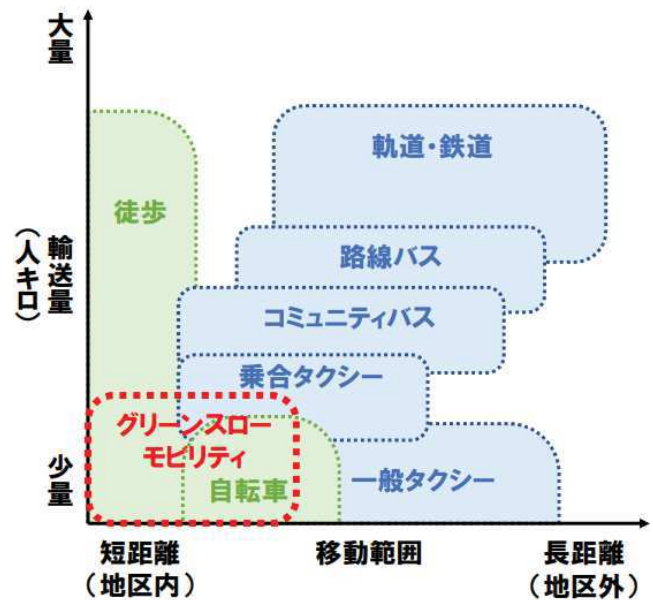 大量
軌道・鉄道
徒歩
路線バス
輸送量
（人キロ）
コミュニティバス
乗合タクシー
グリーンスロー
モビリティ
少量
自転車
一般タクシー
短距離
（地区内）
移動範囲
長距離
（地区外）